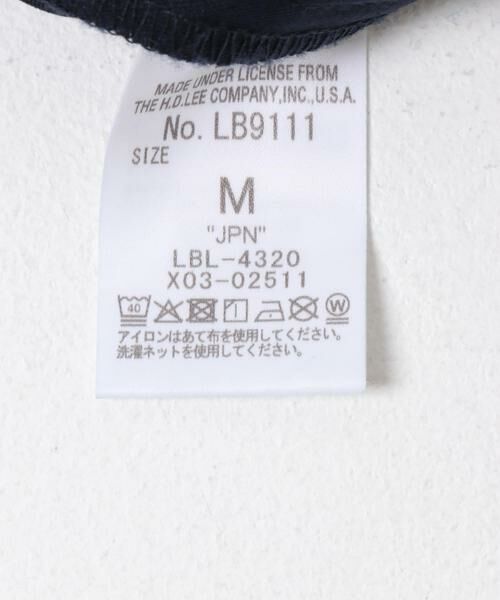 MADE UNDER LICENSE FROM
THE H.D.LEE COMPANY,INC.,U.S.A.
No. LB9111
SIZE
M
"JPN"
LBL-4320
X03-02511
40 W
アイロンはあて布を使用してください。
洗濯ネットを使用してください。